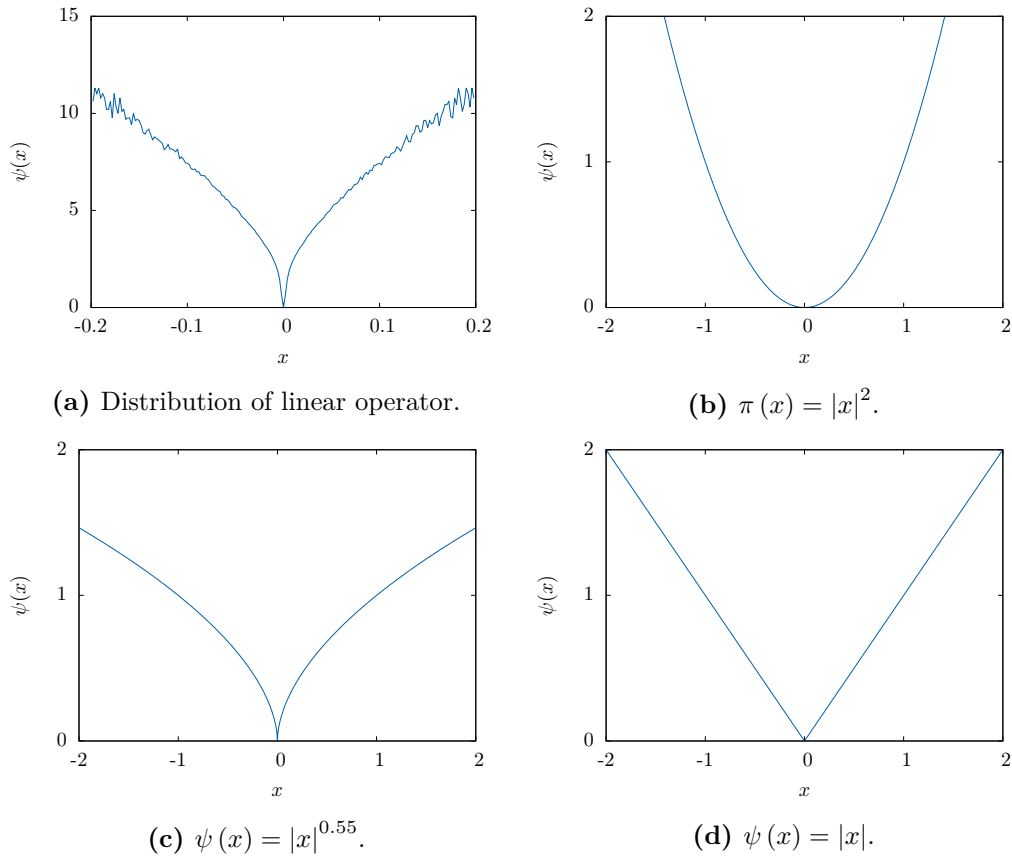 15
10
5
0
ψ(x)
-0.2 -0.1 0 0.1 0.2
x
(a) Distribution of linear operator.
2
1
0
ψ(x)
-2 -1 0 1 2
x
(b) π (x) = |x|².
2
1
0
ψ(x)
-2 -1 0 1 2
x
(c) ψ (x) = |x|^0.55.
2
1
0
ψ(x)
-2 -1 0 1 2
x
(d) ψ (x) = |x|.